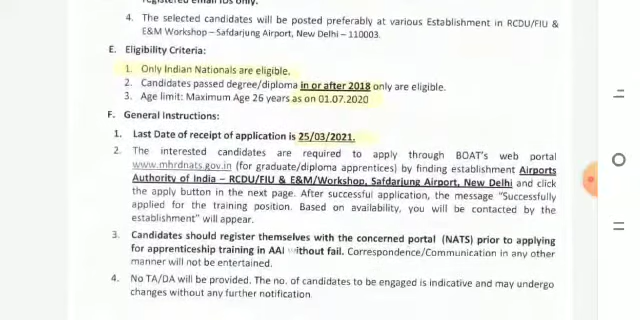 registered email IDs only.
4. The selected candidates will be posted preferably at various Establishment in RCDU/FIU &
E&M Workshop – Safdarjung Airport, New Delhi – 110003.
E. Eligibility Criteria:
1. Only Indian Nationals are eligible.
2. Candidates passed degree/diploma in or after 2018 only are eligible.
3. Age limit: Maximum Age 26 years as on 01.07.2020
F. General Instructions:
1. Last Date of receipt of application is 25/03/2021.
2. The interested candidates are required to apply through BOAT's web portal
www.mhrdnats.gov.in (for graduate/diploma apprentices) by finding establishment Airports
Authority of India – RCDU/FIU & E&M/Workshop, Safdarjung Airport, New Delhi and click
the apply button in the next page. After successful application, the message "Successfully
applied for the training position. Based on availability, you will be contacted by the
establishment" will appear.
3. Candidates should register themselves with the concerned portal (NATS) prior to applying
for apprenticeship training in AAI without fail. Correspondence/Communication in any other
manner will not be entertained.
4. No TA/DA will be provided. The no. of candidates to be engaged is indicative and may undergo
changes without any further notification